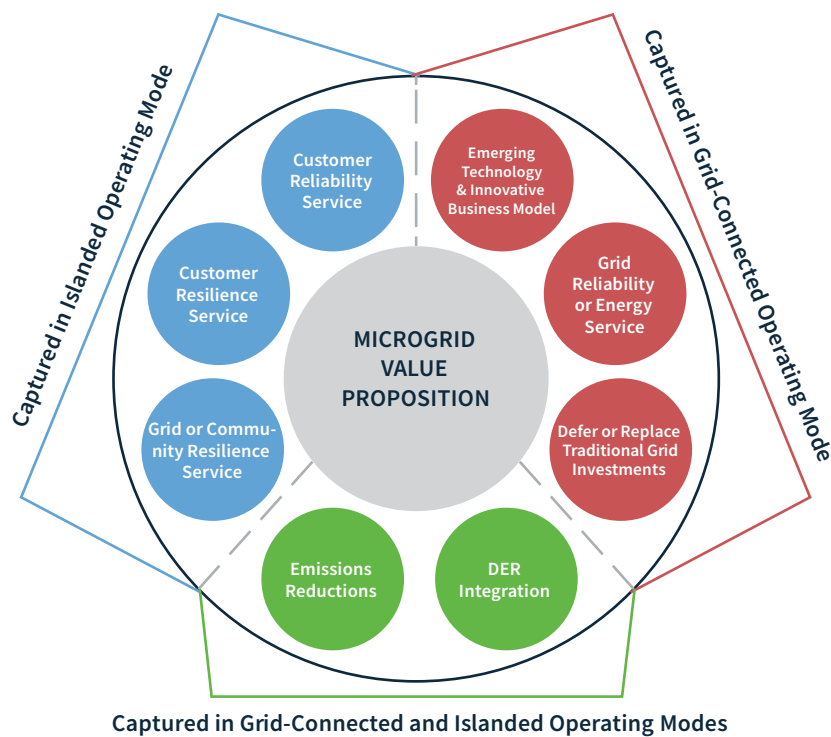 Captured in Islanded Operating Mode
Captured in Grid-Connected Operating Mode
Customer
Reliability
Service
Emerging
Technology
& Innovative
Business Model
Customer
Resilience
Service
Grid
Reliability
or Energy
Service
MICROGRID
VALUE
PROPOSITION
Grid or Commu-
nity Resilience
Service
Defer or Replace
Traditional Grid
Investments
Emissions
Reductions
DER
Integration
Captured in Grid-Connected and Islanded Operating Modes